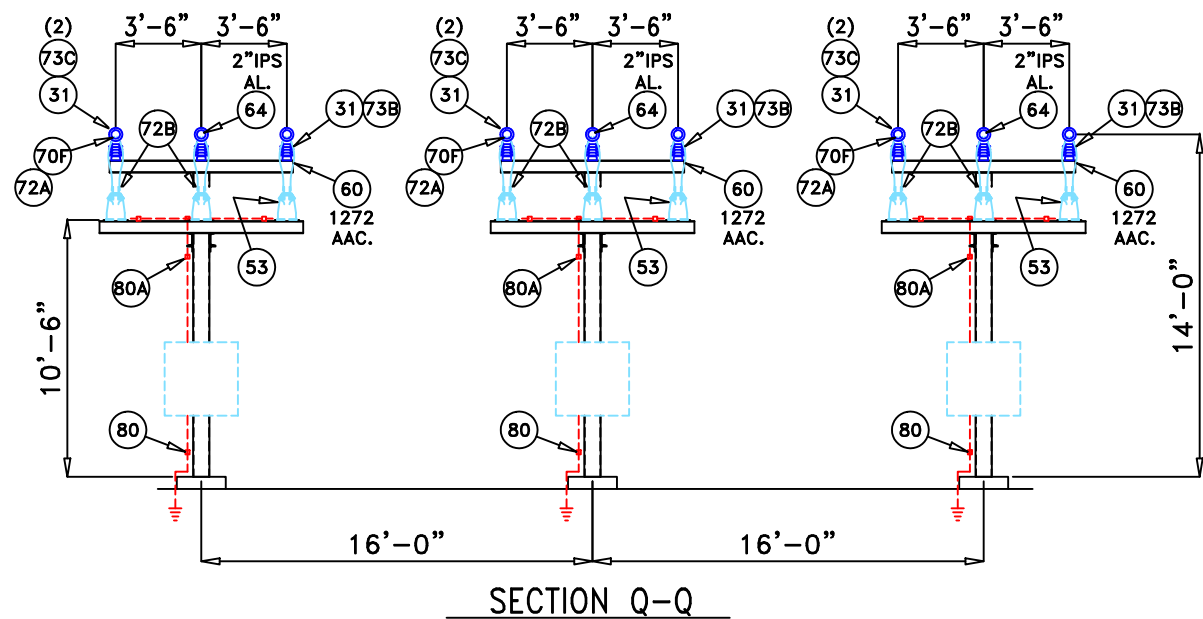 (2) 3'-6" 3'-6"
73C 2"IPS
AL.
31 64 31 73B
72B
70F
72A 60
1272
AAC.
53
80A
80
(2) 3'-6" 3'-6"
73C 2"IPS
AL.
31 64 31 73B
72B
70F
72A 60
1272
AAC.
53
80A
80
(2) 3'-6" 3'-6"
73C 2"IPS
AL.
31 64 31 73B
72B
70F
72A 60
1272
AAC.
53
80A
80
10'-6"
14'-0"
16'-0" 16'-0"
SECTION Q-Q